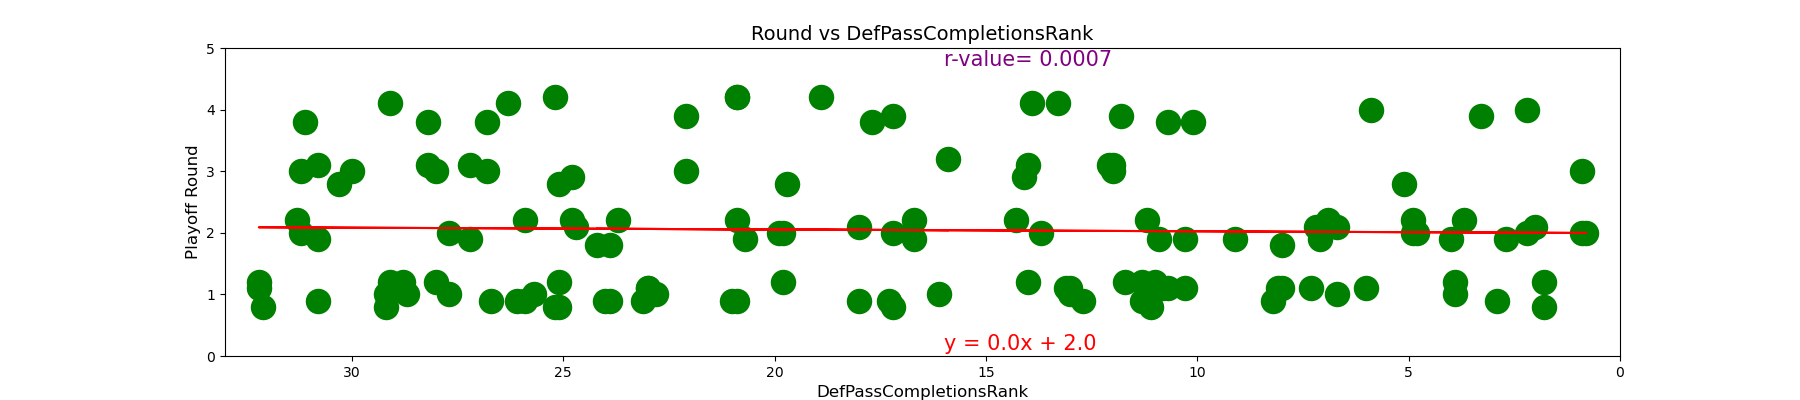 Round vs DefPassCompletionsRank
r-value= 0.0007
5
4
3
2
1
0
Playoff Round
y = 0.0x + 2.0
30 25 20 15 10 5 0
DefPassCompletionsRank